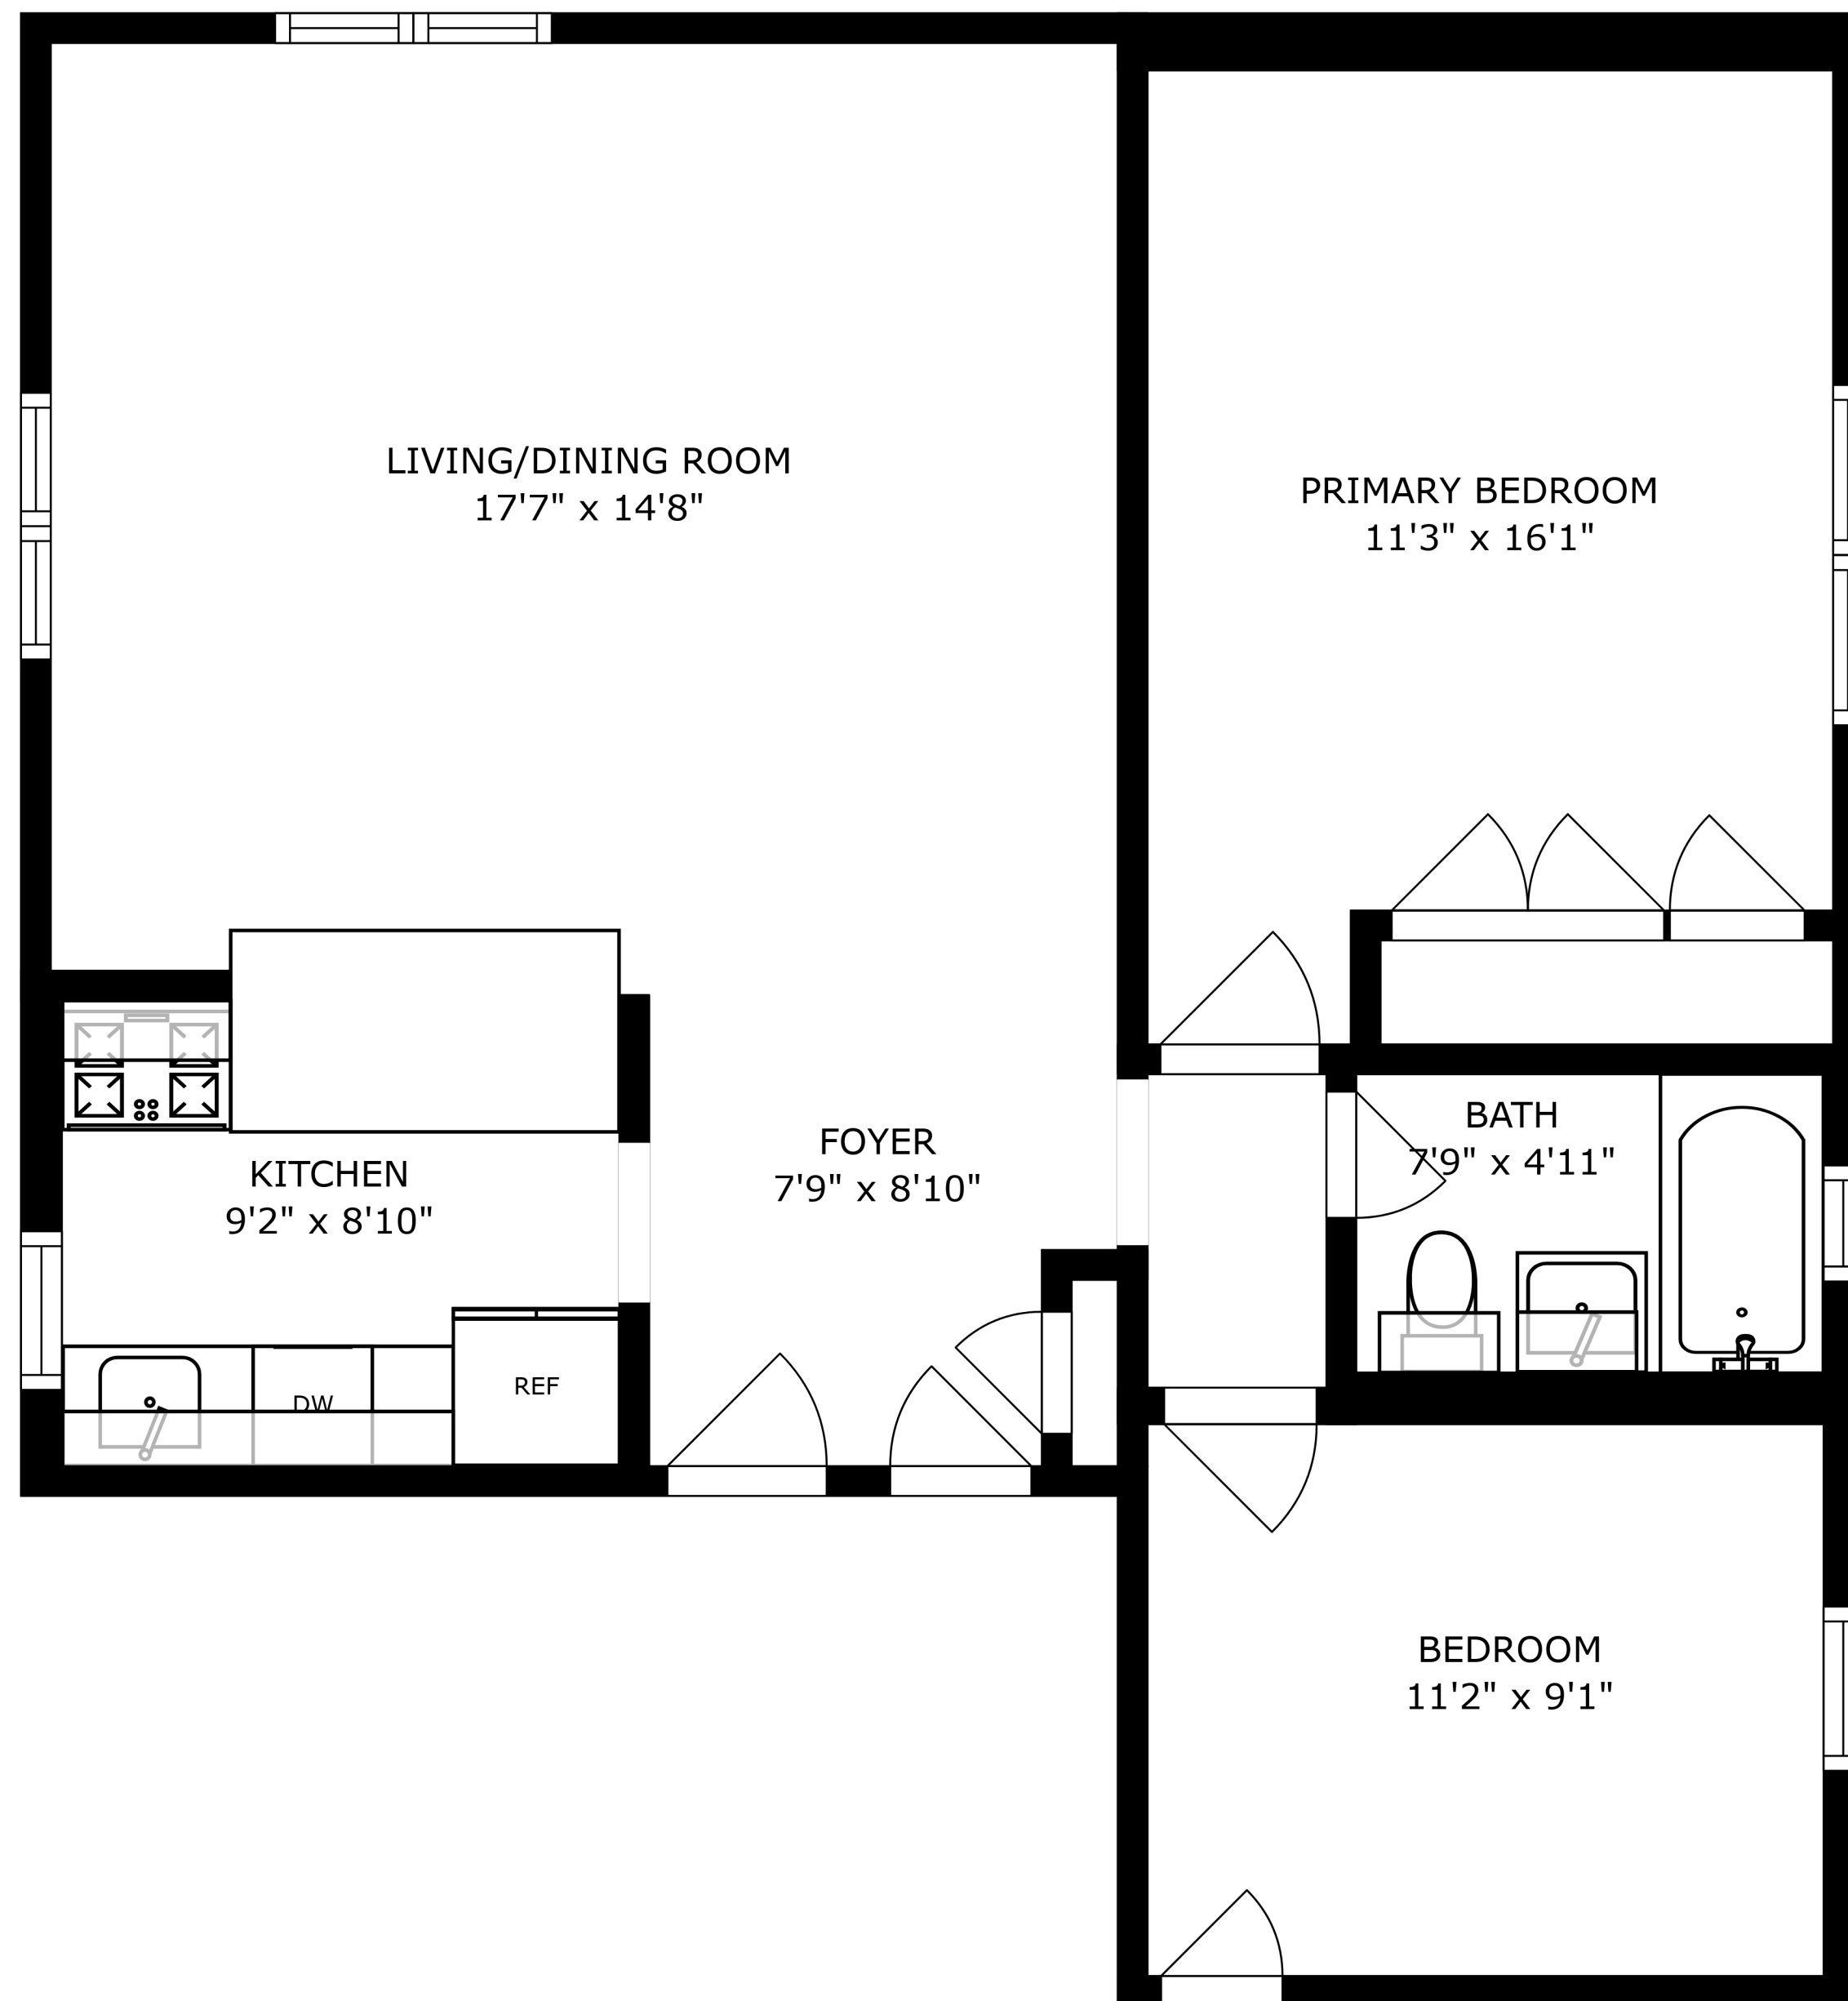 LIVING/DINING ROOM
17'7" x 14'8"
PRIMARY BEDROOM
11'3" x 16'1"
BATH
7'9" x 4'11"
FOYER
7'9" x 8'10"
KITCHEN
9'2" x 8'10"
REF
DW
BEDROOM
11'2" x 9'1"